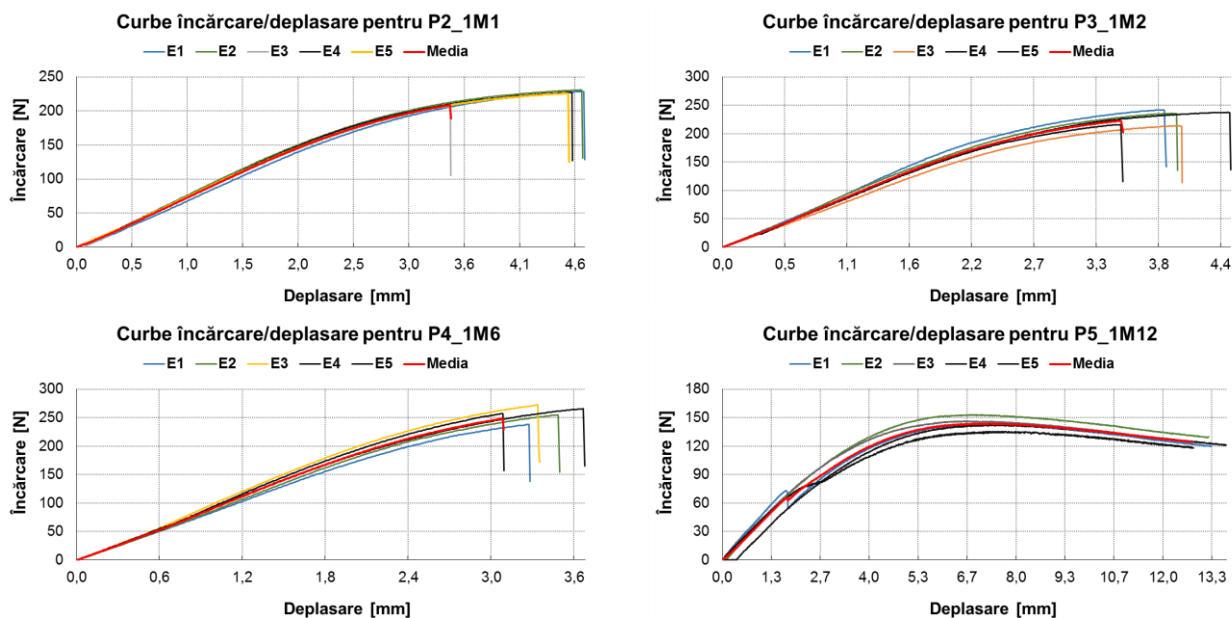 Curbe încărcare/deplasare pentru P2_1M1
E1 E2 E3 E4 E5 Media
Încărcare [N]
250
200
150
100
50
0
0,0 0,5 1,0 1,5 2,0 2,5 3,0 3,6 4,1 4,6
Deplasare [mm]
Curbe încărcare/deplasare pentru P3_1M2
E1 E2 E3 E4 E5 Media
Încărcare [N]
300
250
200
150
100
50
0
0,0 0,5 1,1 1,6 2,2 2,7 3,3 3,8 4,4
Deplasare [mm]
Curbe încărcare/deplasare pentru P4_1M6
E1 E2 E3 E4 E5 Media
Încărcare [N]
300
250
200
150
100
50
0
0,0 0,6 1,2 1,8 2,4 3,0 3,6
Deplasare [mm]
Curbe încărcare/deplasare pentru P5_1M12
E1 E2 E3 E4 E5 Media
Încărcare [N]
180
150
120
90
60
30
0
0,0 1,3 2,7 4,0 5,3 6,7 8,0 9,3 10,7 12,0 13,3
Deplasare [mm]